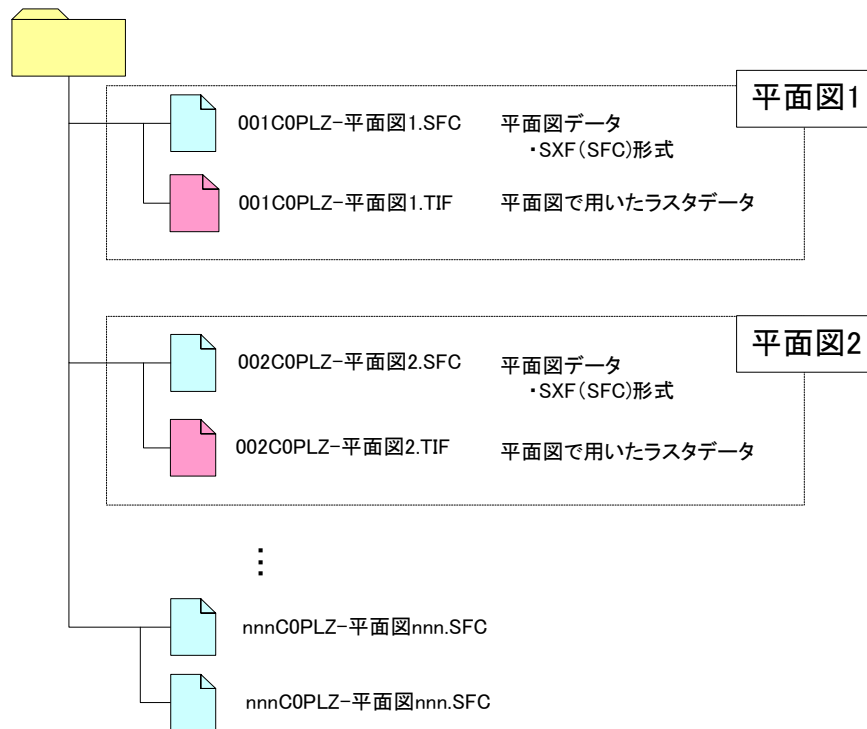 平面図1
001C0PLZ-平面図1.SFC 平面図データ
・SXF(SFC)形式
001C0PLZ-平面図1.TIF 平面図で用いたラスタデータ
平面図2
002C0PLZ-平面図2.SFC 平面図データ
・SXF(SFC)形式
002C0PLZ-平面図2.TIF 平面図で用いたラスタデータ
⋮
nnnC0PLZ-平面図nnn.SFC
nnnC0PLZ-平面図nnn.SFC